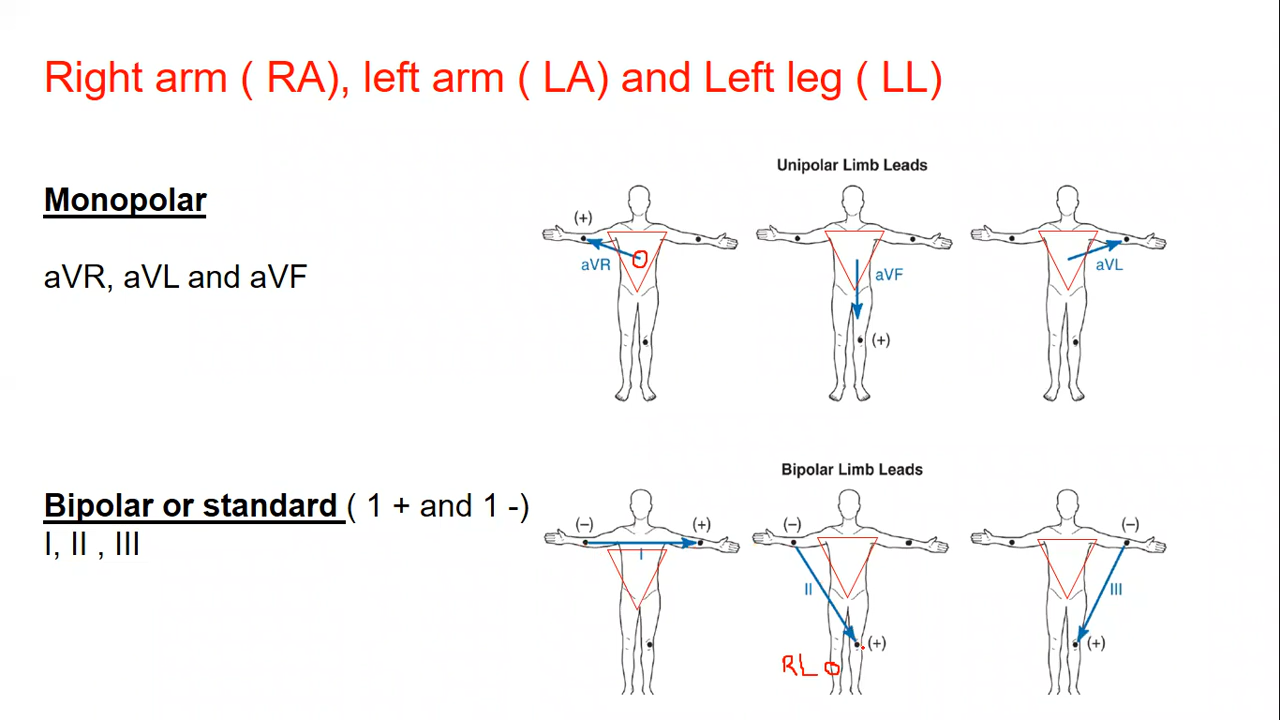 Right arm ( RA), left arm ( LA) and Left leg ( LL)
Monopolar
aVR, aVL and aVF
Unipolar Limb Leads
(+)
aVR
O
aVF
(+)
aVL
Bipolar or standard ( 1 + and 1 -)
I, II , III
Bipolar Limb Leads
(–) (+)
I
(–)
II
(+)
(–)
III
(+)
RL